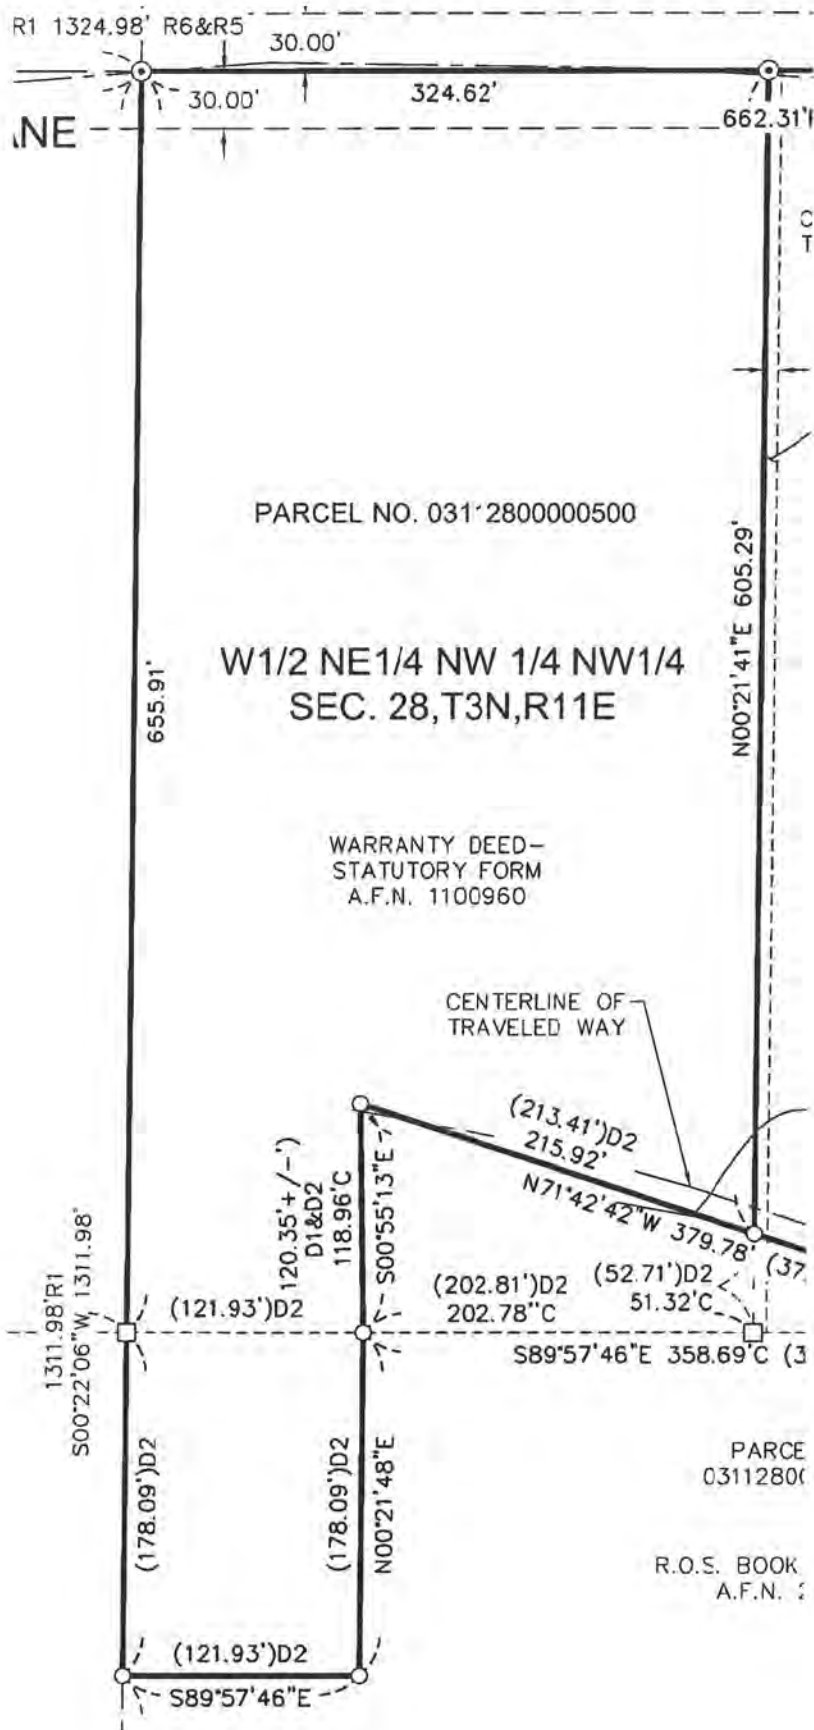 R1 1324.98' R6&R5
30.00'
30.00'
324.62'
662.31'
NE
PARCEL NO. 031 2800000500
W1/2 NE1/4 NW 1/4 NW1/4
SEC. 28,T3N,R11E
655.91'
N00°21'41"E 605.29'
WARRANTY DEED-
STATUTORY FORM
A.F.N. 1100960
CENTERLINE OF
TRAVELED WAY
(213.41')D2
215.92'
N71°42'42"W 379.78' (37
120.35'+/-')
D1&D2
118.96'C
S00°55'13"E
1311.98'R1
S00°22'06"W 1311.98'
(121.93')D2
(202.81')D2
202.78"C
(52.71')D2
51.32'C
S89°57'46"E 358.69'C (3
(178.09')D2
(178.09')D2
N00°21'48"E
PARCE
0311280
R.O.S. BOOK
A.F.N.
(121.93')D2
S89°57'46"E